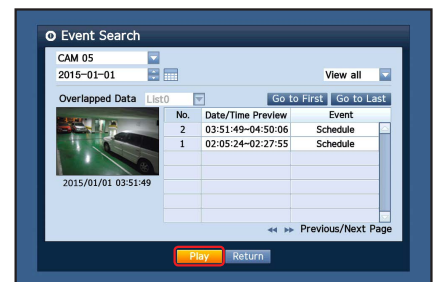 Event Search
CAM 05
2015-01-01
View all
Overlapped Data List0 Go to First Go to Last
No. Date/Time Preview Event
2 03:51:49~04:50:06 Schedule
1 02:05:24~02:27:55 Schedule
2015/01/01 03:51:49
Previous/Next Page
Play Return